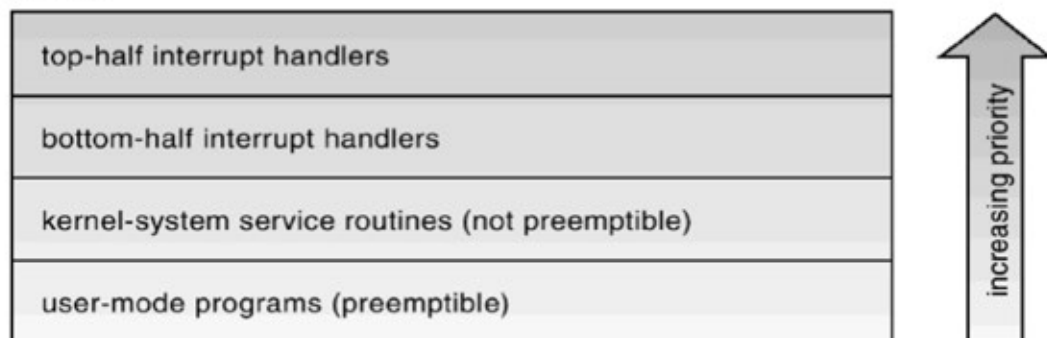 top-half interrupt handlers
bottom-half interrupt handlers
kernel-system service routines (not preemptible)
user-mode programs (preemptible)
increasing priority